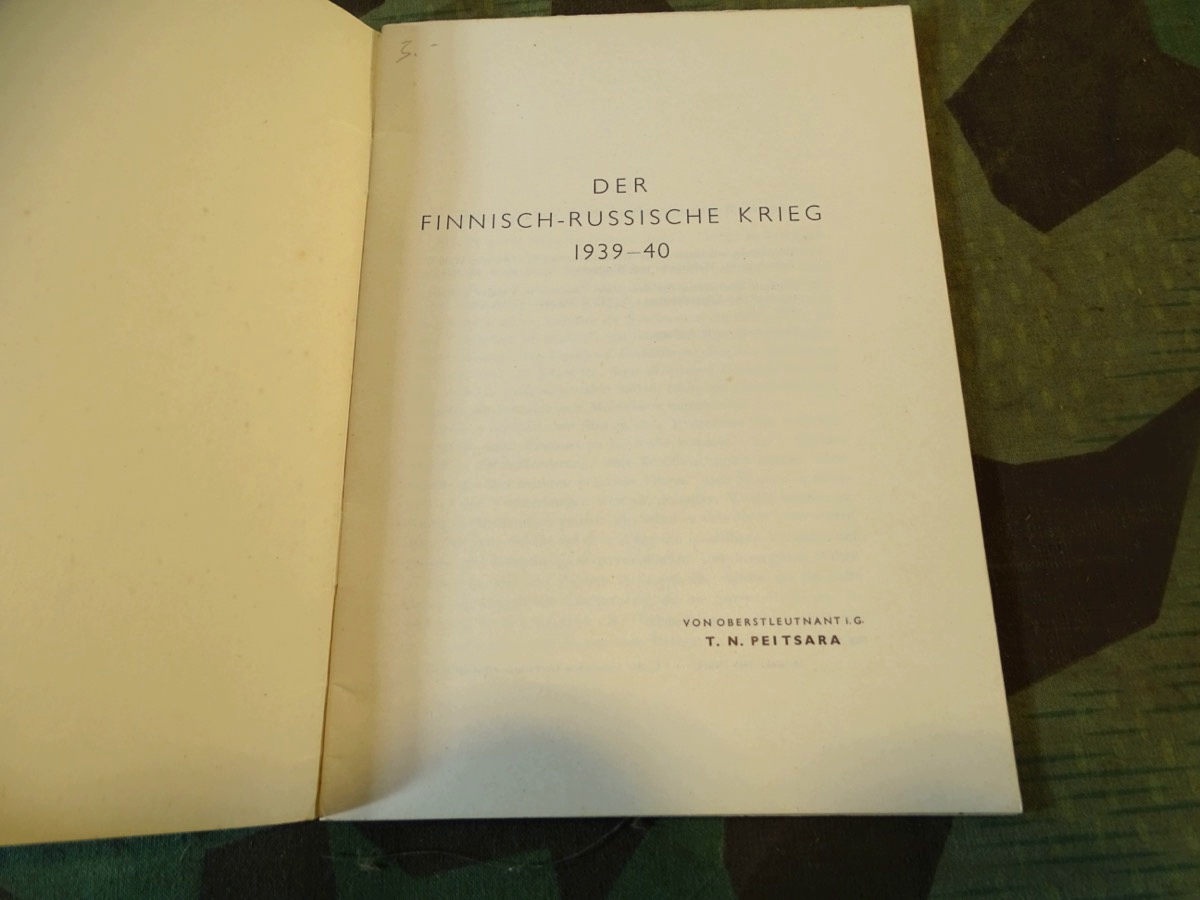 3.-
DER
FINNISCH-RUSSISCHE KRIEG
1939—40
VON OBERSTLEUTNANT i.G.
T. N. PEITSARA